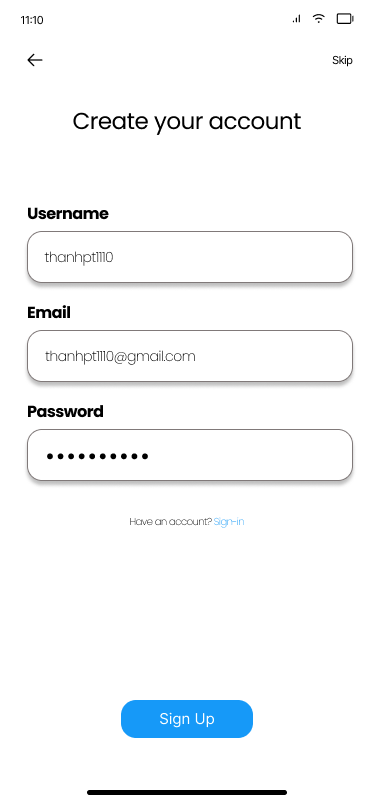 11:10
Skip
Create your account
Username
thanhpt1110
Email
thanhpt1110@gmail.com
Password
••••••••••
Have an account? Sign-in
Sign Up